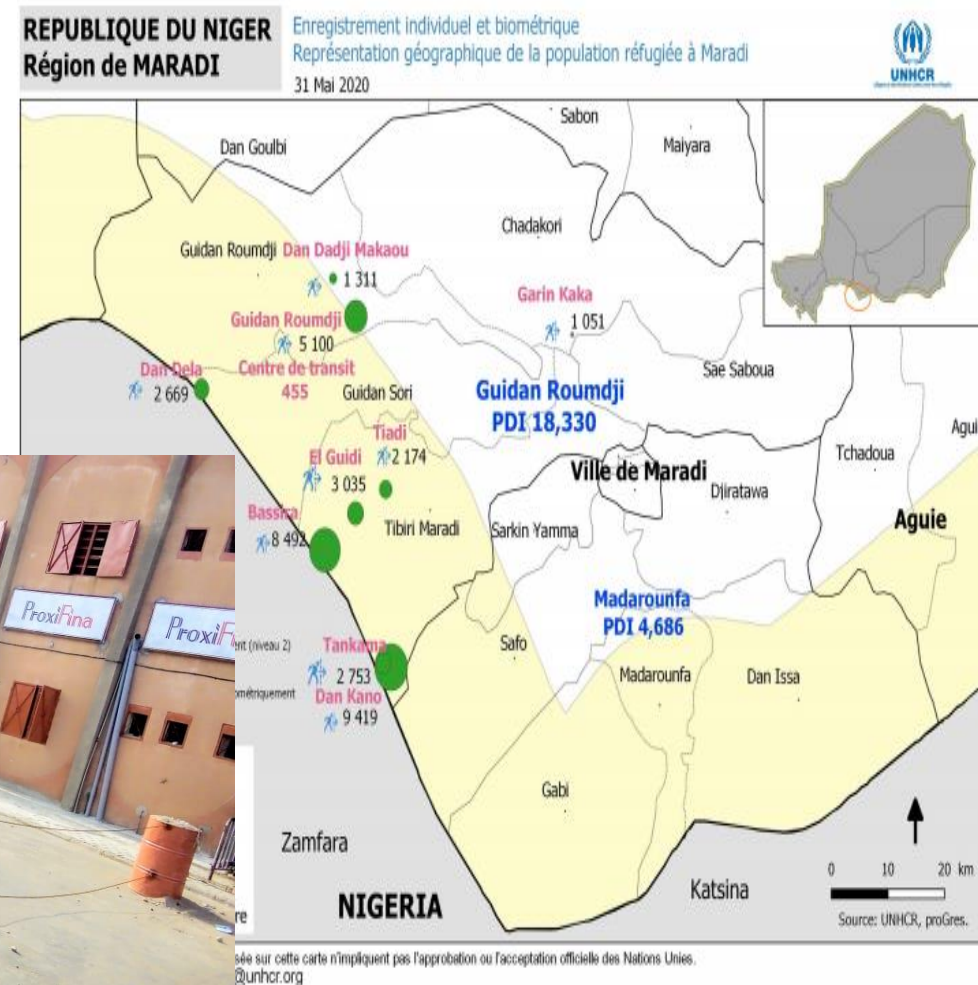 REPUBLIQUE DU NIGER
Région de MARADI
Enregistrement individuel et biométrique
Représentation géographique de la population réfugiée à Maradi
31 Mai 2020
UNHCR
Sabon
Dan Goulbi
Maiyara
Chadakori
Guidan Roumdji
Dan Dadji Makaou
1 311
Garin Kaka
1 051
Guidan Roumdji
5 100
Dan Dela
2 669
Centre de transit
455
Guidan Sori
Guidan Roumdji
PDI 18,330
Sae Saboua
Tiadi
2 174
El Guidi
3 035
Ville de Maradi
Tchadoua
Agui
Djiratawa
Bassira
8 492
Tibiri Maradi
Sarkin Yamma
Aguie
Madarounfa
PDI 4,686
Tankama
2 753
Dan Kano
9 419
Safo
Madarounfa
Dan Issa
Gabi
Zamfara
NIGERIA
Katsina
0 10 20 km
Source: UNHCR, proGres.
ProxiFina
ProxiF
ent (niveau 2)
ométriquement
re
sée sur cette carte n'impliquent pas l'approbation ou l'acceptation officielle des Nations Unies.
@unhcr.org